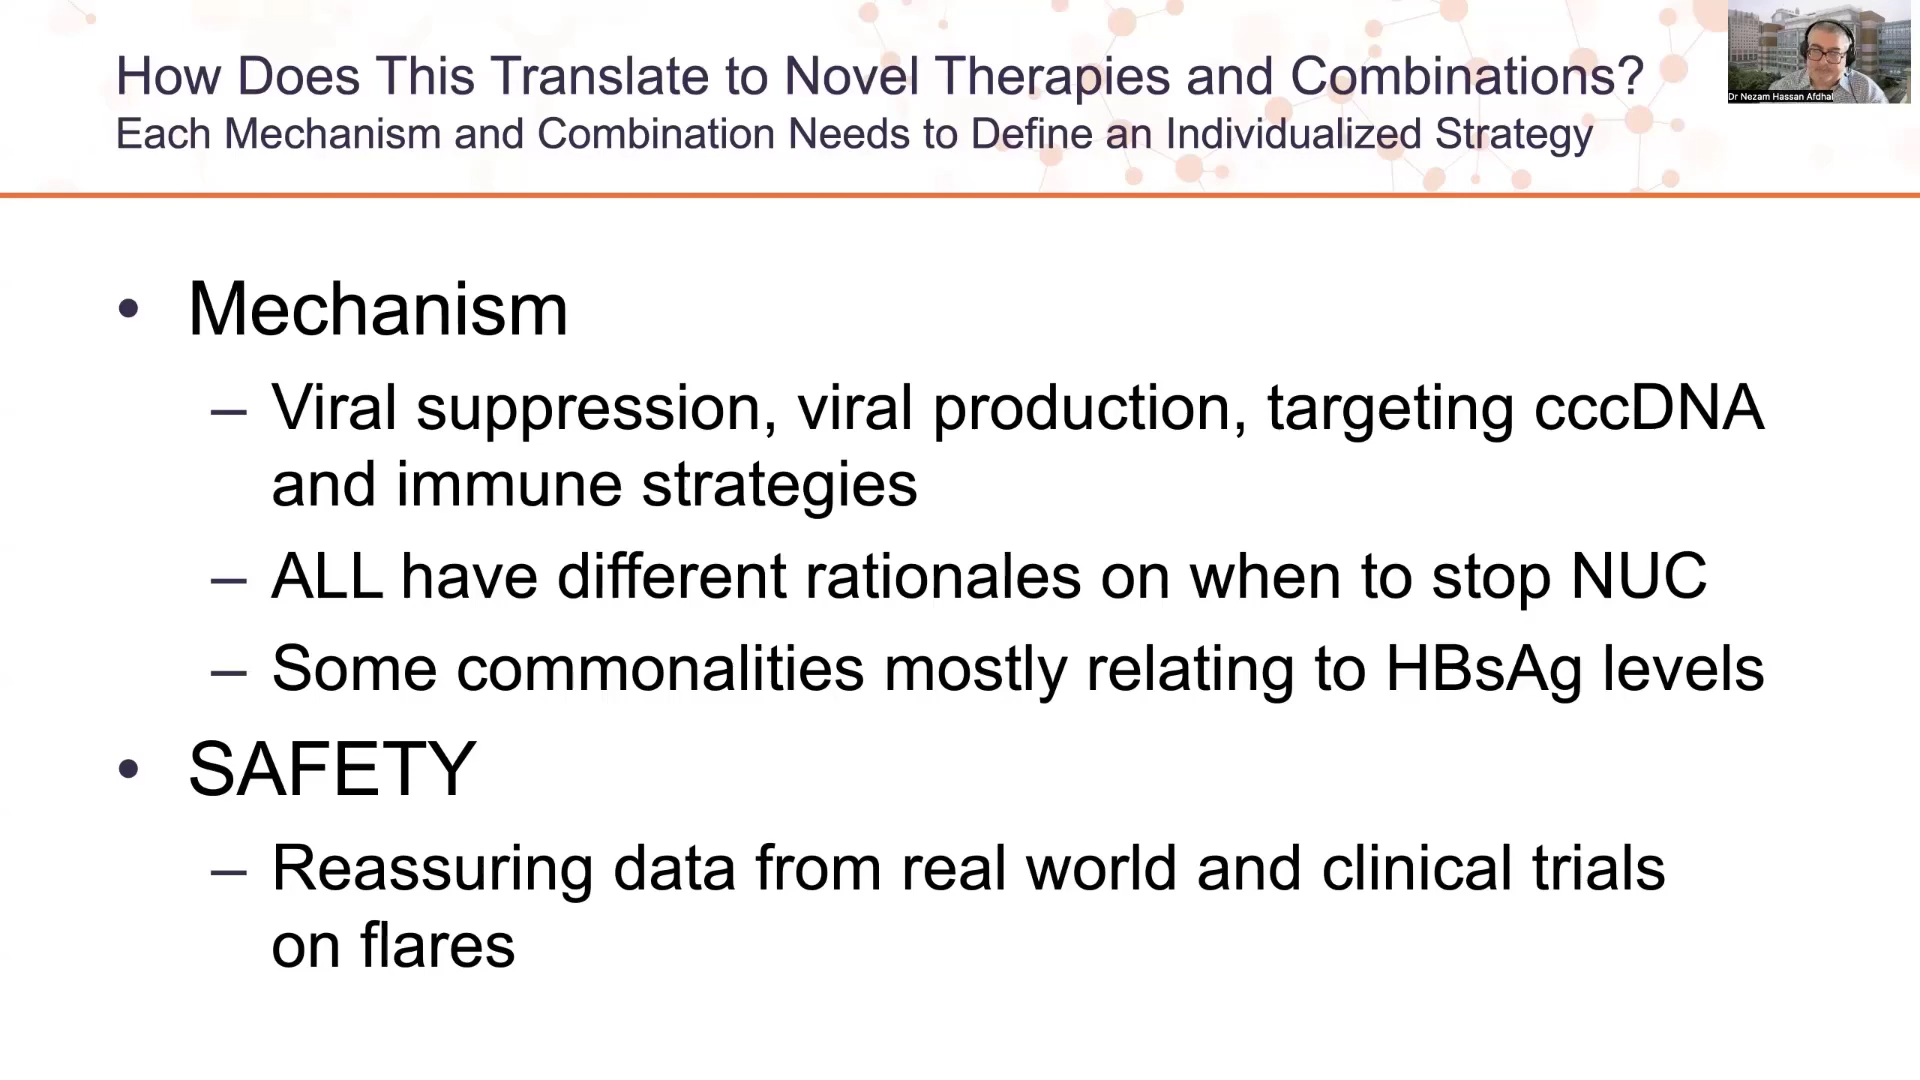 How Does This Translate to Novel Therapies and Combinations?
Each Mechanism and Combination Needs to Define an Individualized Strategy
Dr Nezam Hassan Afdhal
• Mechanism
– Viral suppression, viral production, targeting cccDNA
and immune strategies
– ALL have different rationales on when to stop NUC
– Some commonalities mostly relating to HBsAg levels
• SAFETY
– Reassuring data from real world and clinical trials
on flares